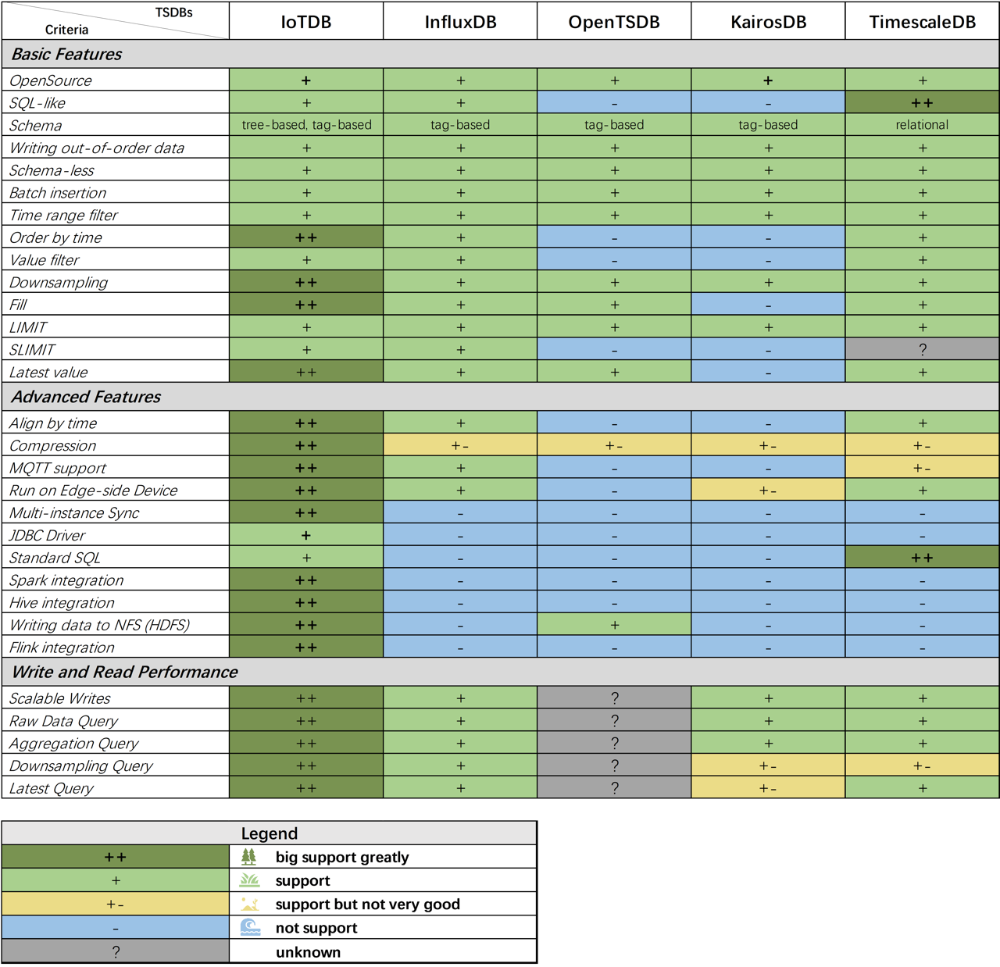 TSDBs
Criteria
IoTDB InfluxDB OpenTSDB KairosDB TimescaleDB
Basic Features
OpenSource + + + + +
SQL-like + + - - ++
Schema tree-based, tag-based tag-based tag-based tag-based relational
Writing out-of-order data + + + + +
Schema-less + + + + +
Batch insertion + + + + +
Time range filter + + + + +
Order by time ++ + - - +
Value filter + + - - +
Downsampling ++ + + + +
Fill ++ + + - +
LIMIT + + + + +
SLIMIT + + - - ?
Latest value ++ + + - +
Advanced Features
Align by time ++ + - - +
Compression ++ +- +- +- +-
MQTT support ++ + - - +-
Run on Edge-side Device ++ + - +- +
Multi-instance Sync ++ - - - -
JDBC Driver + - - - -
Standard SQL + - - - ++
Spark integration ++ - - - -
Hive integration ++ - - - -
Writing data to NFS (HDFS) ++ - + - -
Flink integration ++ - - - -
Write and Read Performance
Scalable Writes ++ + ? + +
Raw Data Query ++ + ? + +
Aggregation Query ++ + ? + +
Downsampling Query ++ + ? +- +-
Latest Query ++ + ? +- +
Legend
++ big support greatly
+ support
+- support but not very good
- not support
? unknown